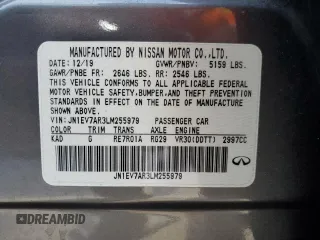 MANUFACTURED BY NISSAN MOTOR CO.,LTD.
DATE: 12/19 GVWR/PNBV: 5159 LBS.
GAWR/PNBE FR: 2646 LBS. RR: 2546 LBS.
THIS VEHICLE CONFORMS TO ALL APPLICABLE
FEDERAL MOTOR VEHICLE SAFETY,BUMPER,AND THEFT
PREVENTION STANDARDS IN EFFECT ON THE DATE OF MANUFACTURE
SHOWN ABOVE.
VIN: JN1EV7AR3LM255979 PASSENGER CAR
COLOR TRIM TRANS AXLE ENGINE
KAD G RE7R01A RG29 VR30(DDTT) 2997CC
JN1EV7AR3LM255979
INFINITI
DREAMBID